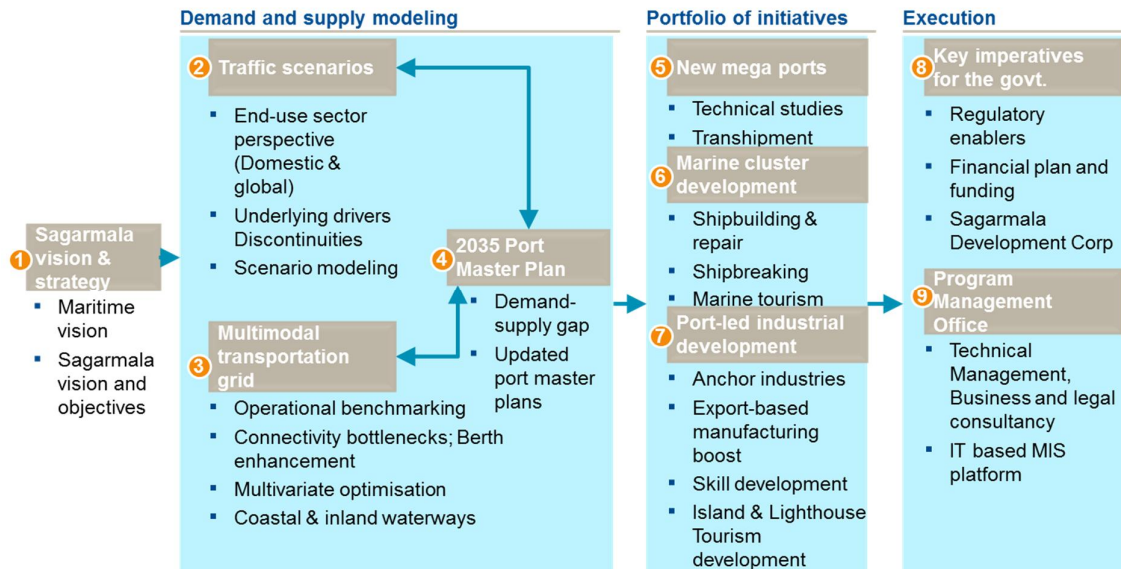 Demand and supply modeling
Portfolio of initiatives
Execution
1
Sagarmala
vision &
strategy
▪ Maritime
vision
▪ Sagarmala
vision and
objectives
2
Traffic scenarios
▪ End-use sector
perspective
(Domestic &
global)
▪ Underlying drivers
Discontinuities
▪ Scenario modeling
3
Multimodal
transportation
grid
▪ Operational benchmarking
▪ Connectivity bottlenecks; Berth
enhancement
▪ Multivariate optimisation
▪ Coastal & inland waterways
4
2035 Port
Master Plan
▪ Demand-
supply gap
▪ Updated
port master
plans
5
New mega ports
▪ Technical studies
▪ Transhipment
6
Marine cluster
development
▪ Shipbuilding &
repair
▪ Shipbreaking
▪ Marine tourism
7
Port-led industrial
development
▪ Anchor industries
▪ Export-based
manufacturing
boost
▪ Skill development
▪ Island & Lighthouse
Tourism
development
8
Key imperatives
for the govt.
▪ Regulatory
enablers
▪ Financial plan and
funding
▪ Sagarmala
Development Corp
9
Program
Management
Office
▪ Technical
Management,
Business and legal
consultancy
▪ IT based MIS
platform